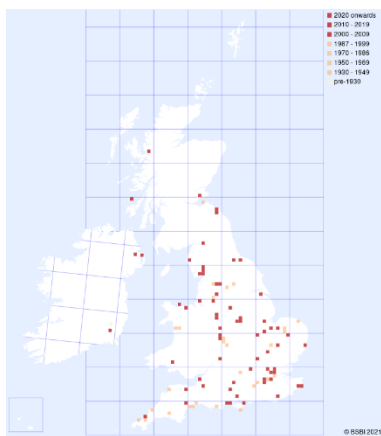 2020 onwards
2010 - 2019
2000 - 2009
1987 - 1999
1970 - 1986
1950 - 1969
1930 - 1949
pre-1930
© BSBI 2021